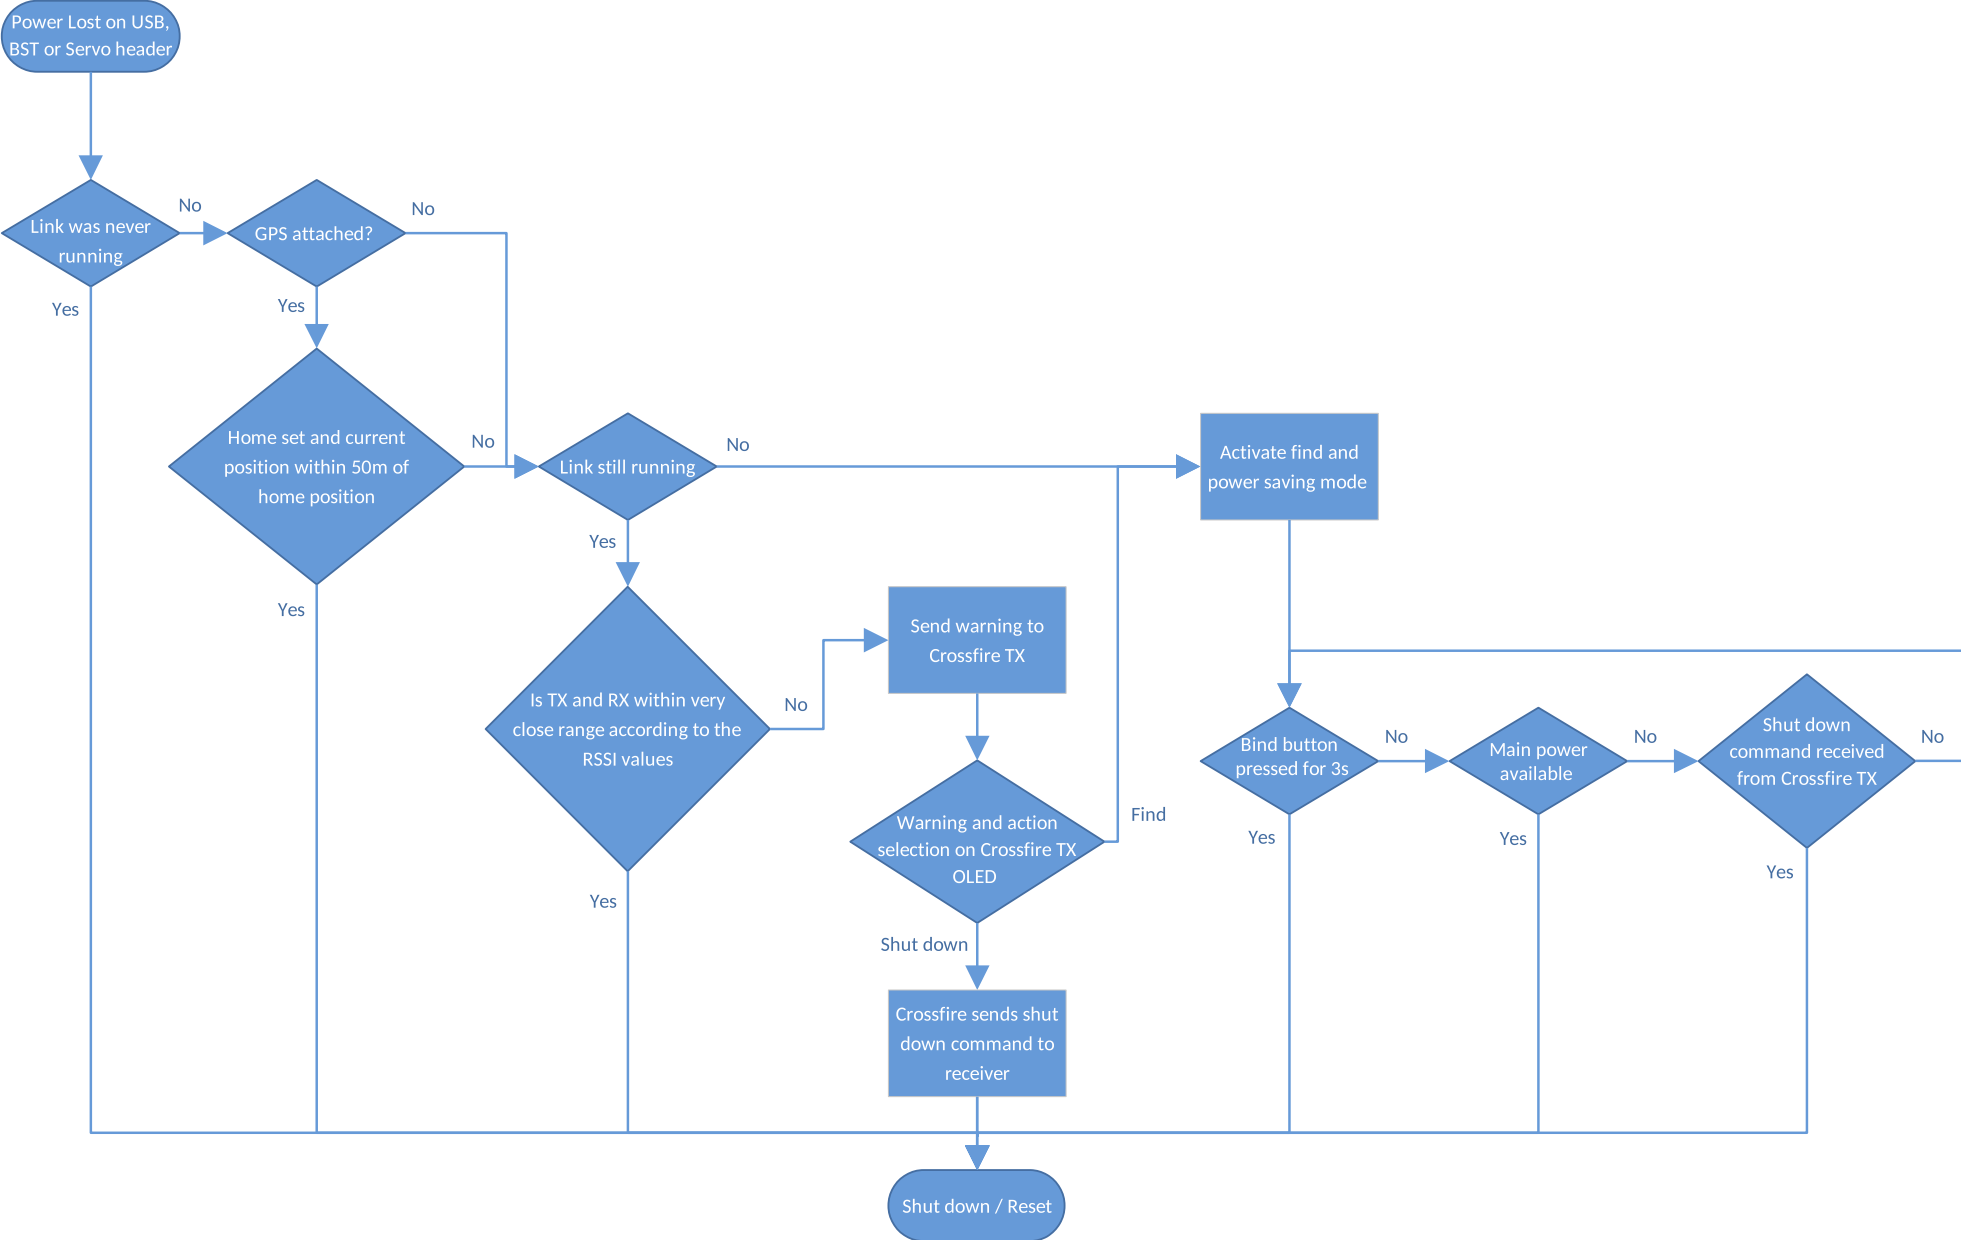 Power Lost on USB,
BST or Servo header
Link was never
running
No
Yes
GPS attached?
No
Yes
Home set and current
position within 50m of
home position
No
Yes
Link still running
No
Yes
Is TX and RX within very
close range according to the
RSSI values
No
Yes
Send warning to
Crossfire TX
Warning and action
selection on Crossfire TX
OLED
Find
Shut down
Crossfire sends shut
down command to
receiver
Activate find and
power saving mode
Bind button
pressed for 3s
No
Yes
Main power
available
No
Yes
Shut down
command received
from Crossfire TX
No
Yes
Shut down / Reset